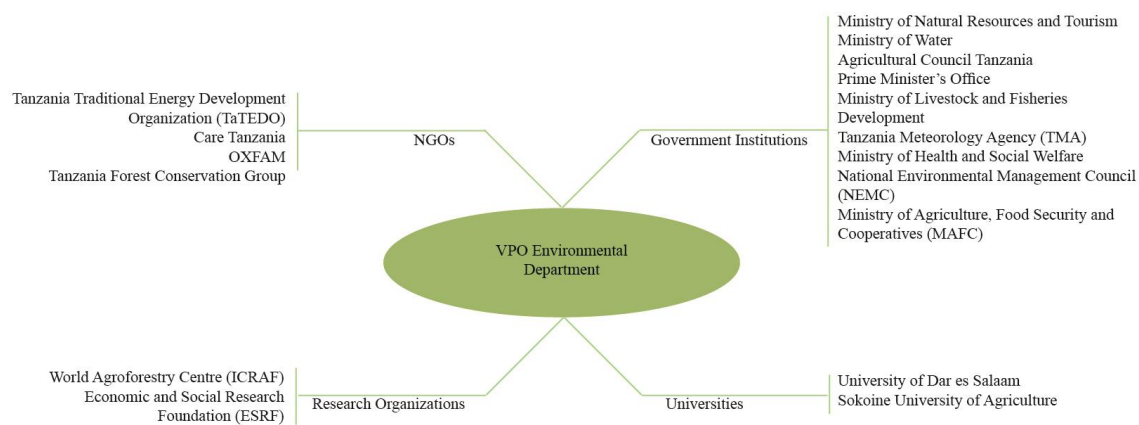 Tanzania Traditional Energy Development
Organization (TaTEDO)
Care Tanzania
OXFAM
Tanzania Forest Conservation Group
NGOs
Government Institutions
Ministry of Natural Resources and Tourism
Ministry of Water
Agricultural Council Tanzania
Prime Minister's Office
Ministry of Livestock and Fisheries
Development
Tanzania Meteorology Agency (TMA)
Ministry of Health and Social Welfare
National Environmental Management Council
(NEMC)
Ministry of Agriculture, Food Security and
Cooperatives (MAFC)
VPO Environmental
Department
World Agroforestry Centre (ICRAF)
Economic and Social Research
Foundation (ESRF)
Research Organizations
Universities
University of Dar es Salaam
Sokoine University of Agriculture